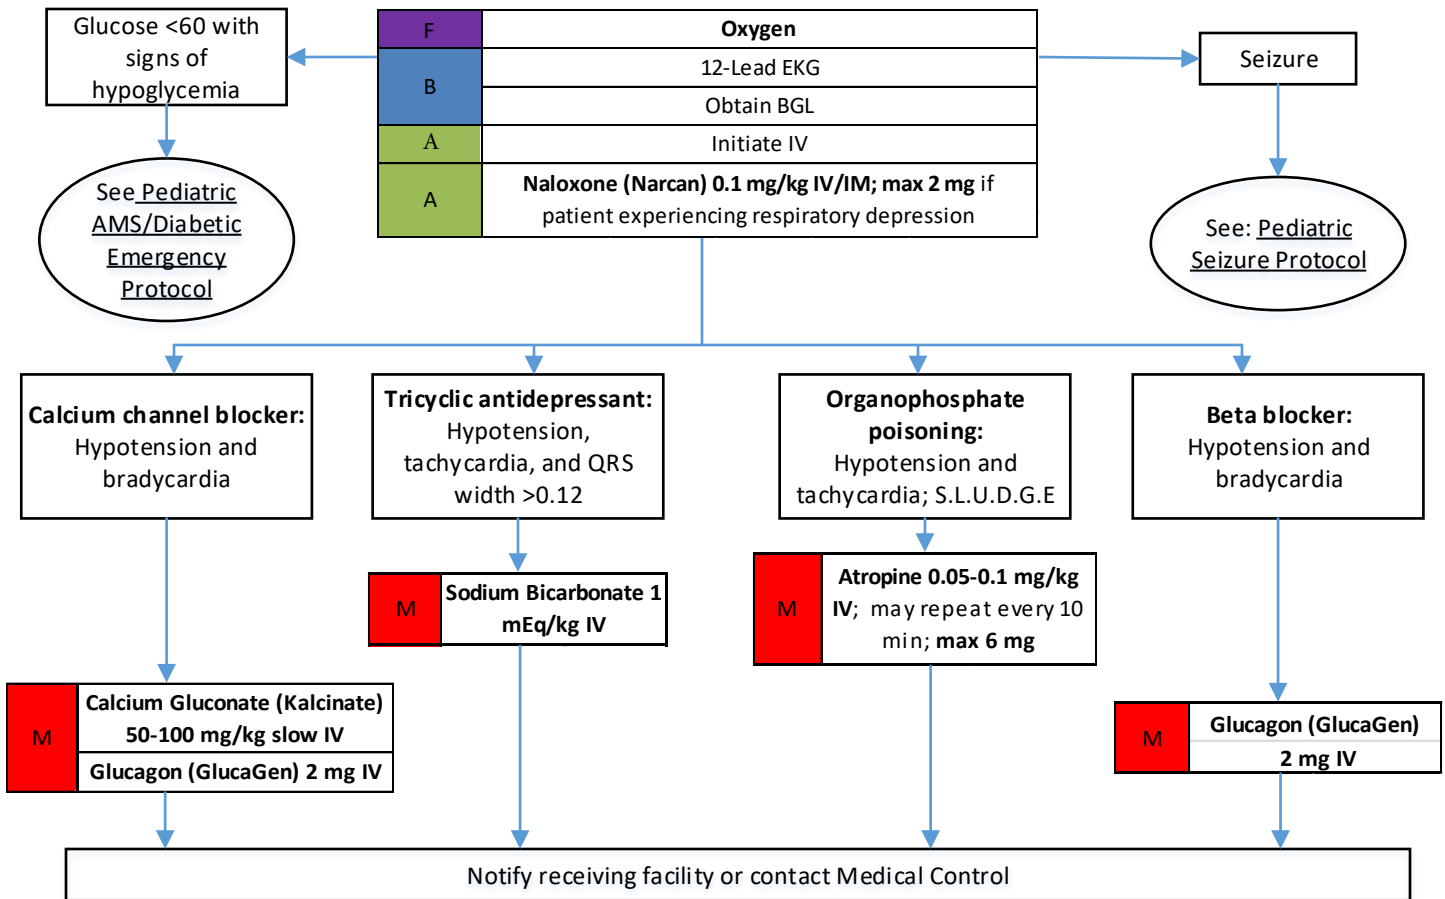 Glucose <60 with
signs of
hypoglycemia
F
Oxygen
B
12-Lead EKG
Obtain BGL
A
Initiate IV
A
Naloxone (Narcan) 0.1 mg/kg IV/IM; max 2 mg if
patient experiencing respiratory depression
Seizure
See Pediatric
AMS/Diabetic
Emergency
Protocol
See: Pediatric
Seizure Protocol
Calcium channel blocker:
Hypotension and
bradycardia
Tricyclic antidepressant:
Hypotension,
tachycardia, and QRS
width >0.12
Organophosphate
poisoning:
Hypotension and
tachycardia; S.L.U.D.G.E
Beta blocker:
Hypotension and
bradycardia
M
Calcium Gluconate (Kalcinate)
50-100 mg/kg slow IV
Glucagon (GlucaGen) 2 mg IV
M
Sodium Bicarbonate 1
mEq/kg IV
M
Atropine 0.05-0.1 mg/kg
IV; may repeat every 10
min; max 6 mg
M
Glucagon (GlucaGen)
2 mg IV
Notify receiving facility or contact Medical Control